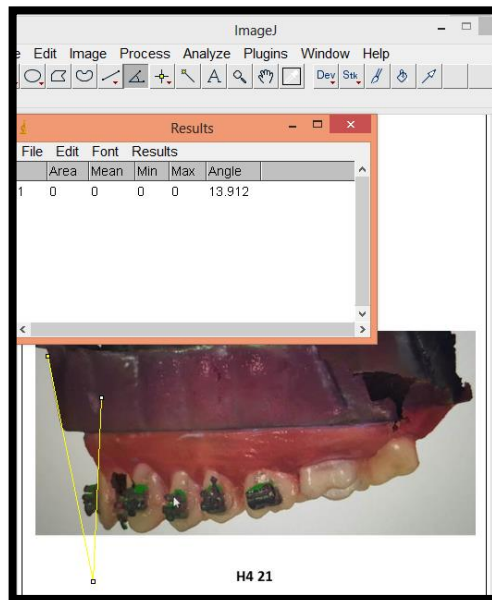 ImageJ
Edit Image Process Analyze Plugins Window Help
A Dev Stk
Results
File Edit Font Results
Area Mean Min Max Angle
1 0 0 0 0 13.912
H4 21